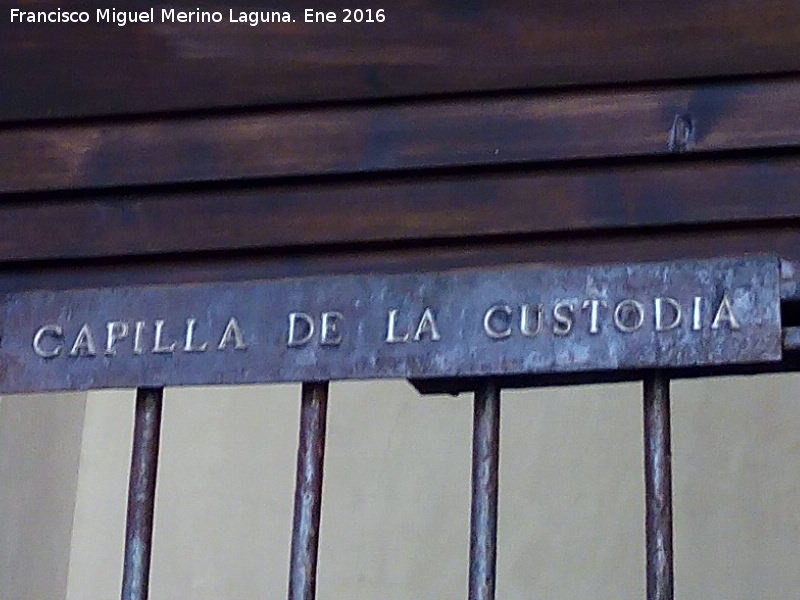 Francisco Miguel Merino Laguna. Ene 2016
CAPILLA DE LA CUSTODIA